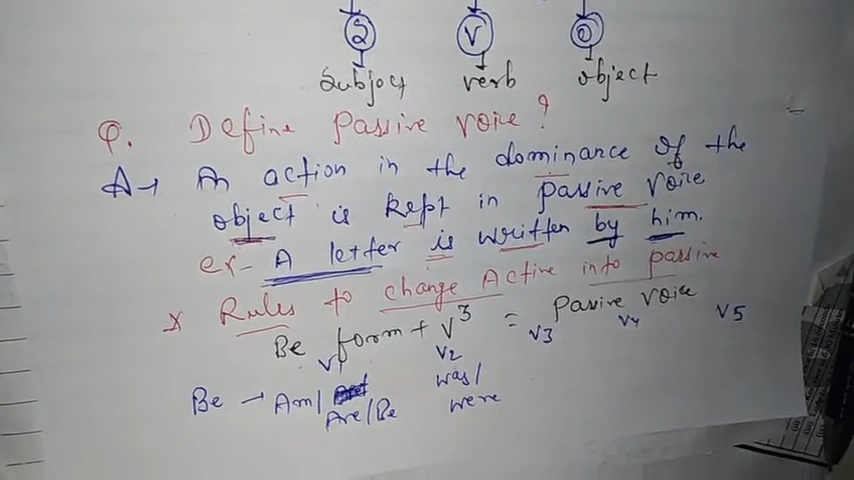 S V O
Subject verb object
Q. Define Passive voice?
A→ An action in the dominance of the
object is kept in passive voice
ex- A letter is written by him.
x Rules to change Active into passive
Be form + V3 = Passive voice
V1 V2 V3 V4 V5
Be → Am/ was/
Are/Be were